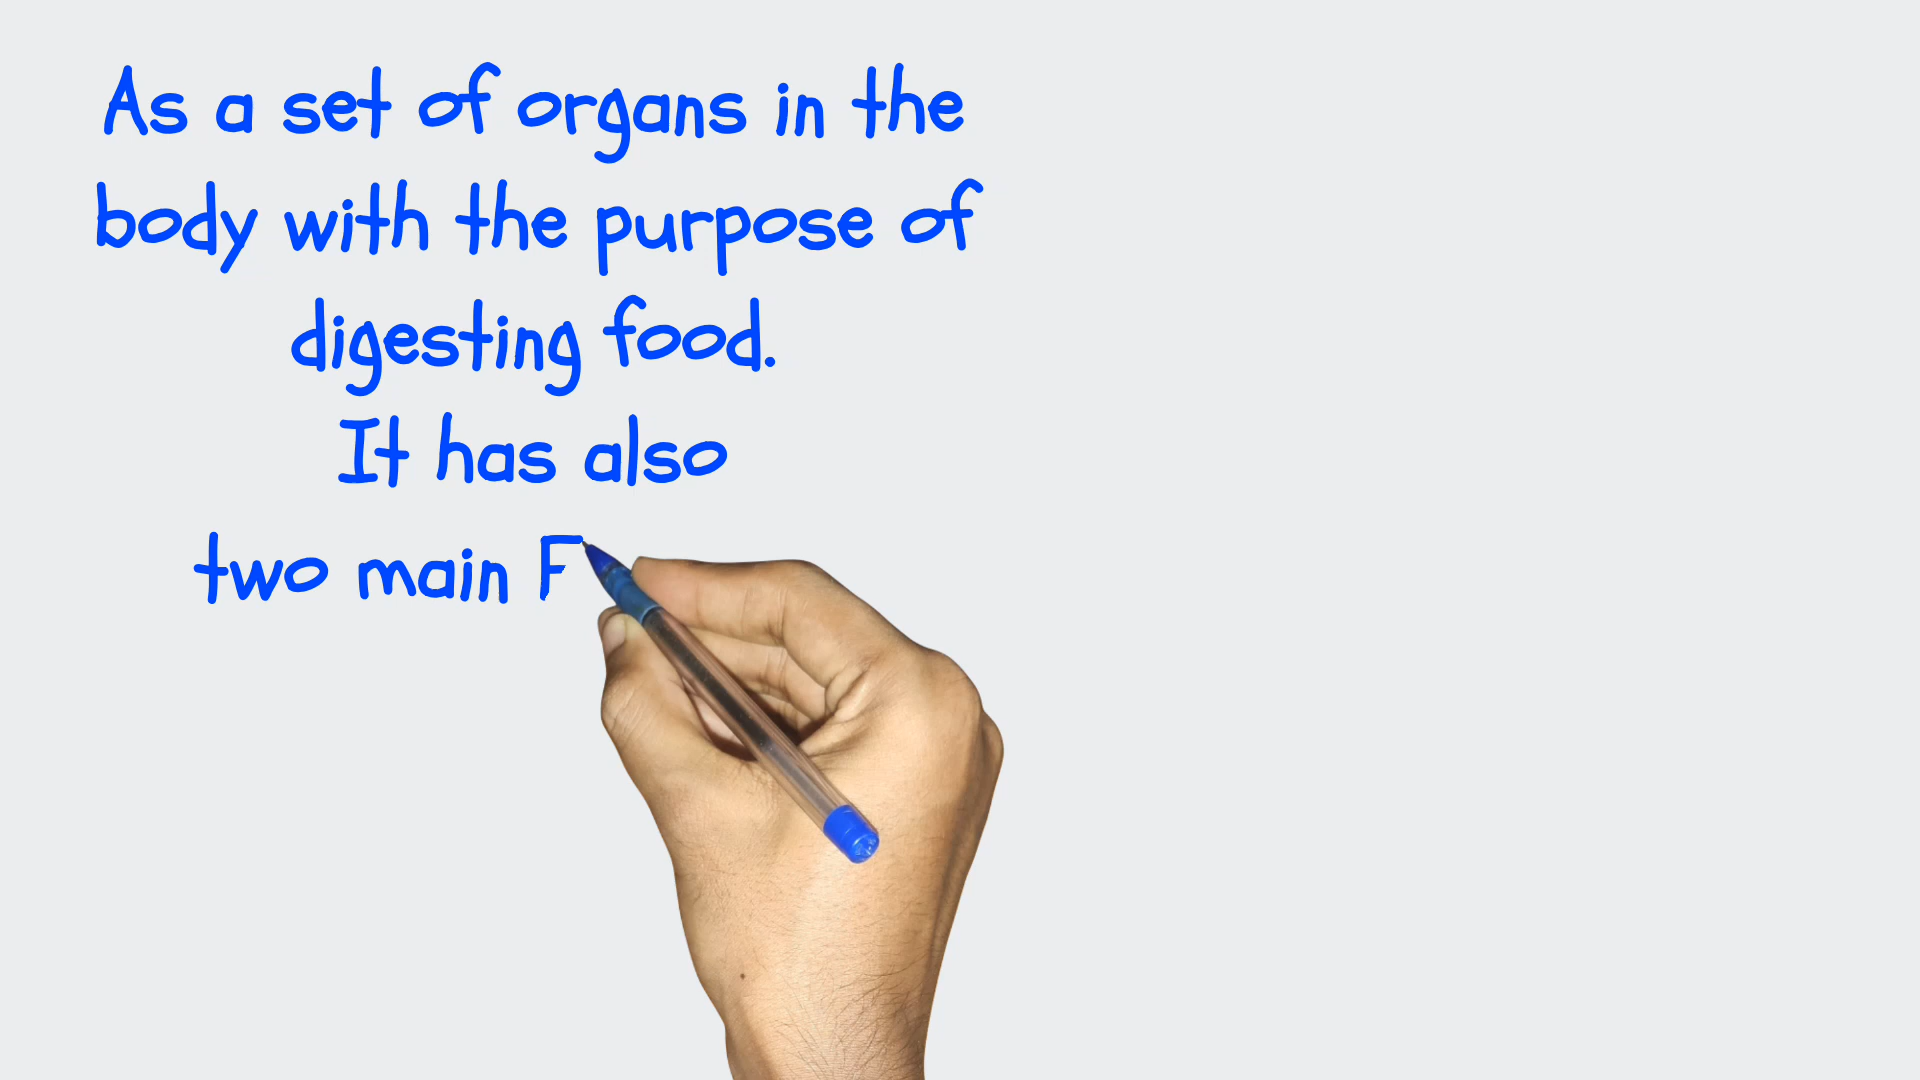 As a set of organs in the
body with the purpose of
digesting food.
It has also
two main F